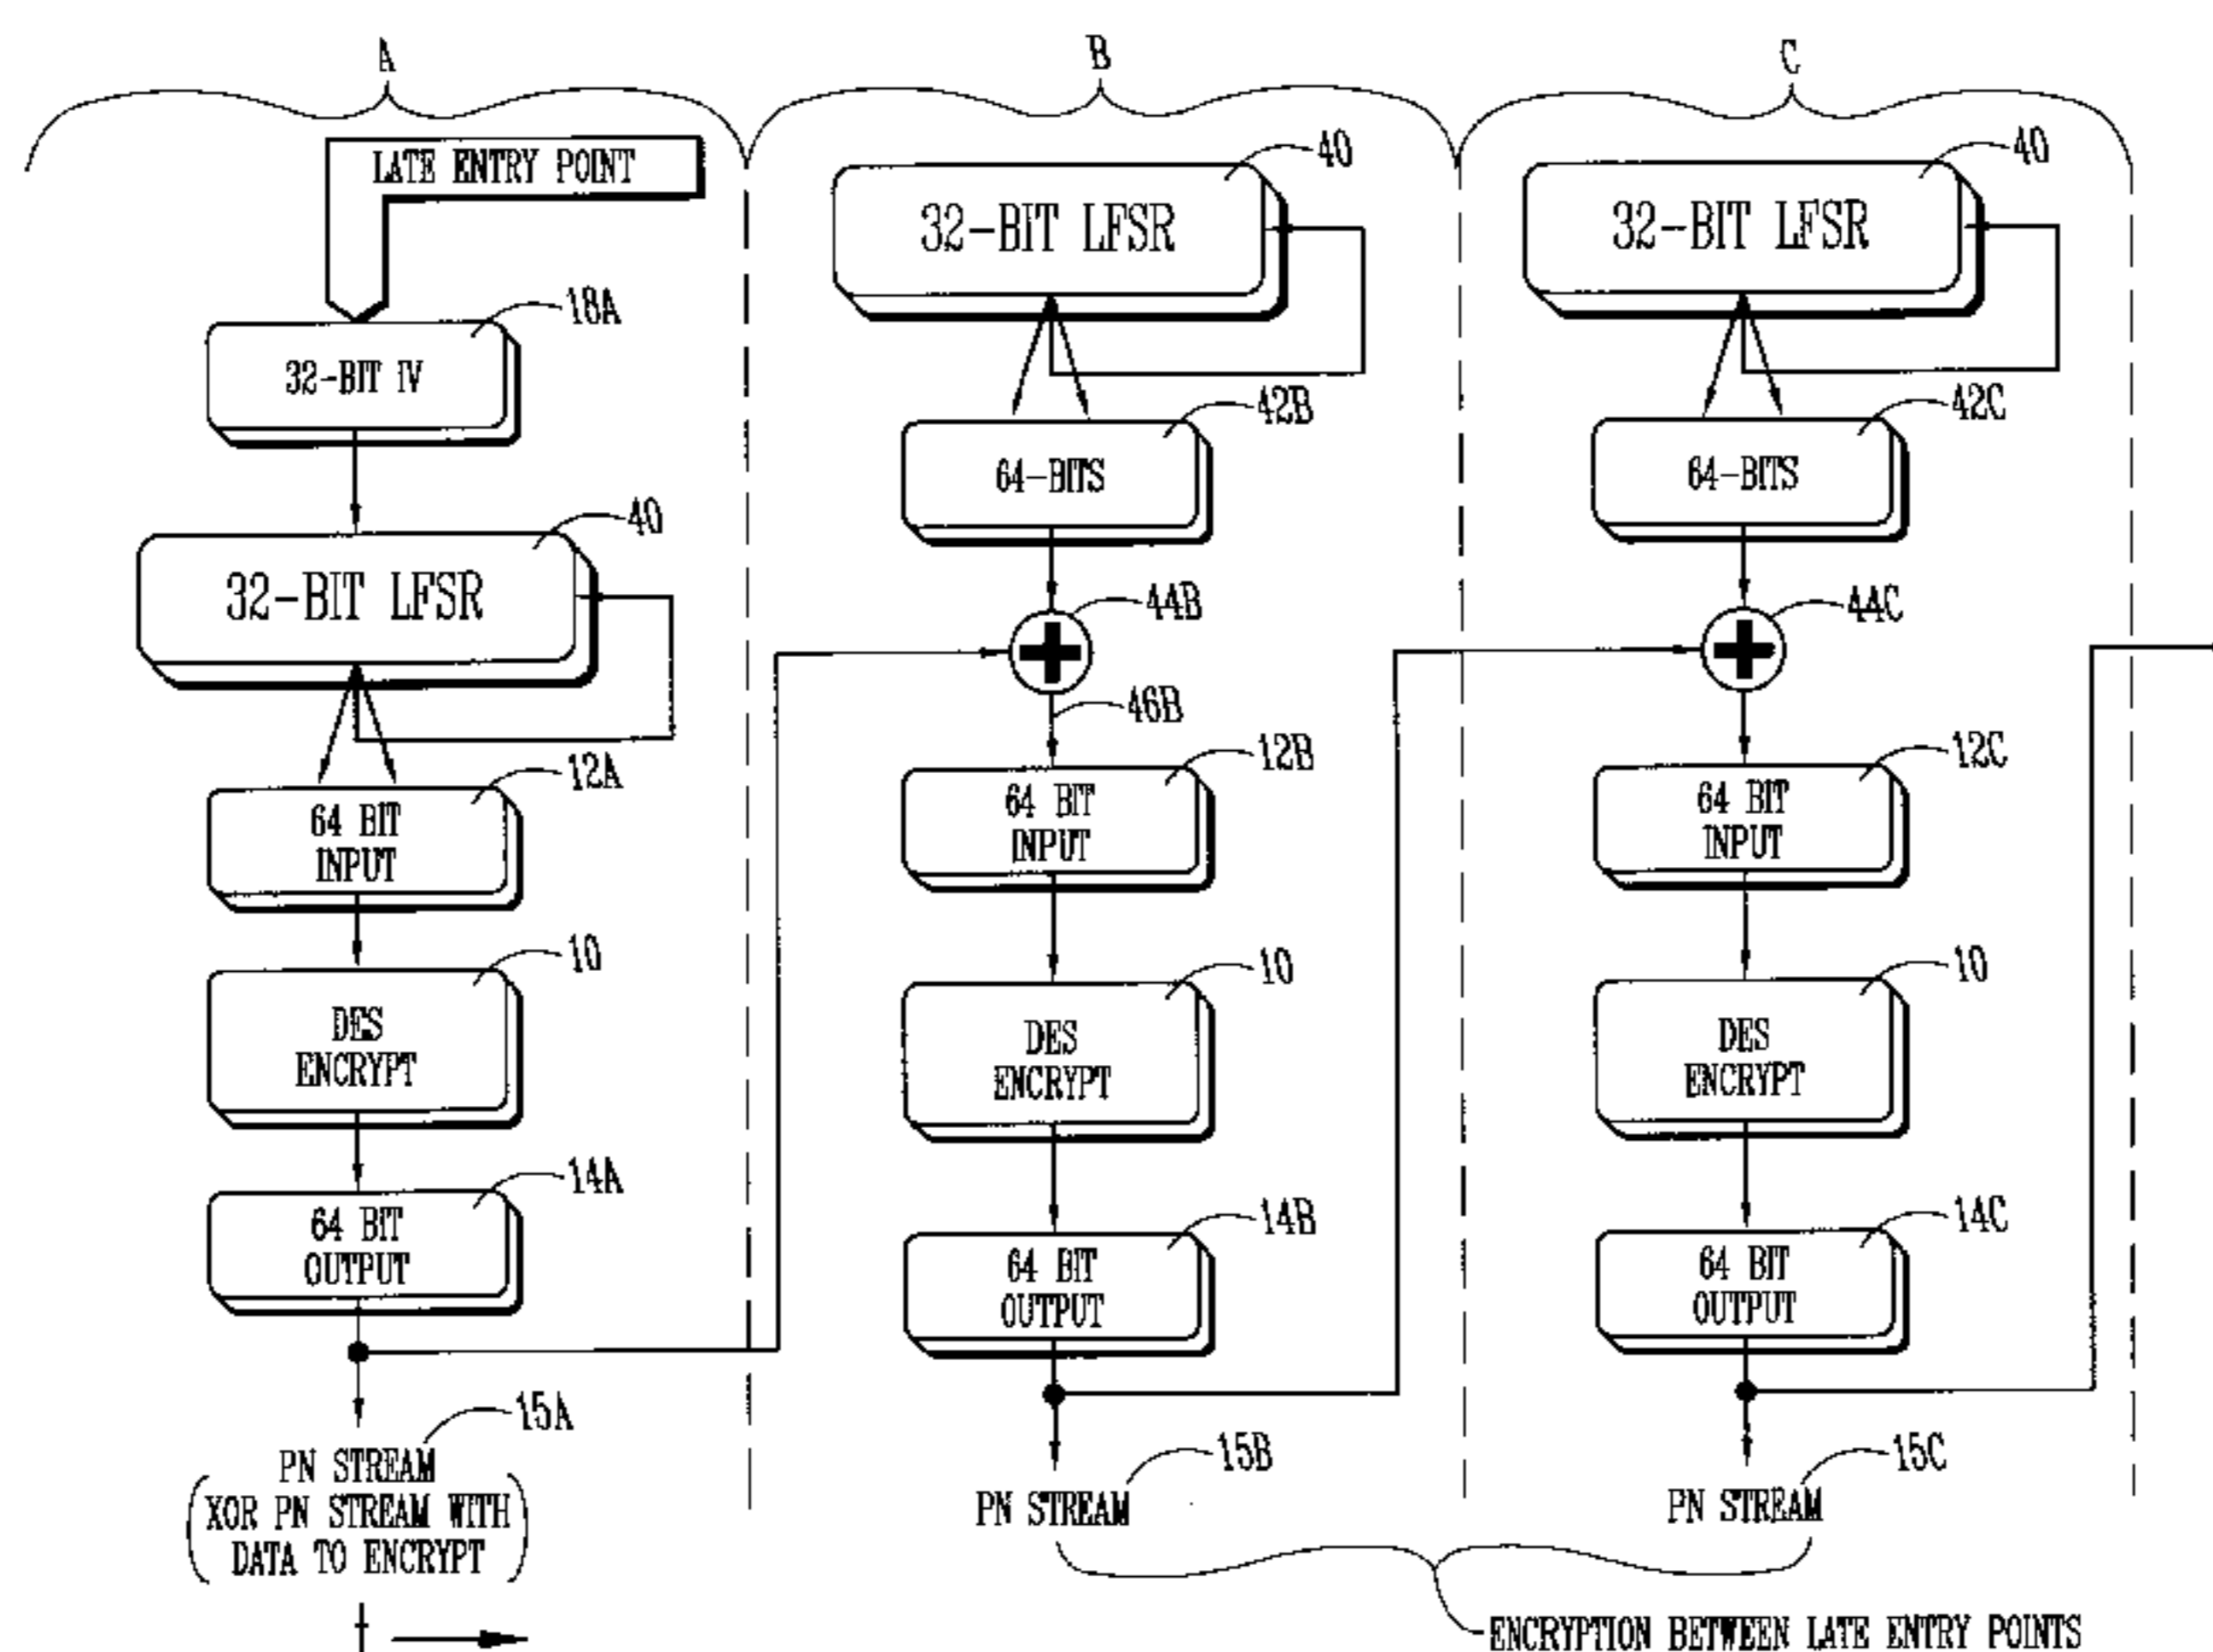 A
LATE ENTRY POINT
18A
32-BIT IV
40
32-BIT LFSR
12A
64 BIT
INPUT
10
DES
ENCRYPT
14A
64 BIT
OUTPUT
15A
PN STREAM
XOR PN STREAM WITH
DATA TO ENCRYPT
B
40
32-BIT LFSR
42B
64-BITS
44B
46B
12B
64 BIT
INPUT
10
DES
ENCRYPT
14B
64 BIT
OUTPUT
15B
PN STREAM
C
40
32-BIT LFSR
42C
64-BITS
44C
12C
64 BIT
INPUT
10
DES
ENCRYPT
14C
64 BIT
OUTPUT
15C
PN STREAM
ENCRYPTION BETWEEN LATE ENTRY POINTS